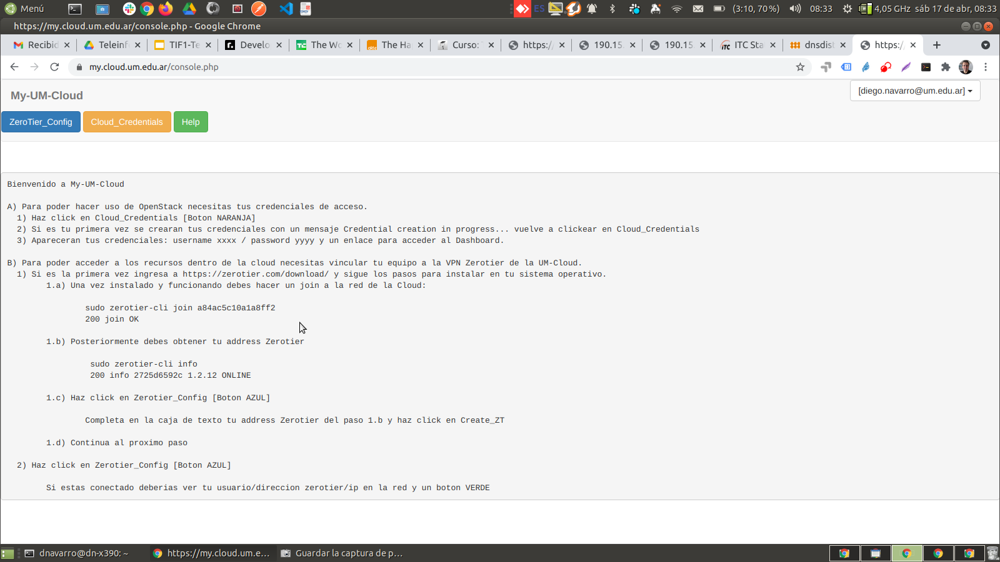 Menú
ES
(3:10, 70 %)
08:33
4,05 GHz
sáb 17 de abr, 08:33
https://my.cloud.um.edu.ar/console.php - Google Chrome
Recibid
Teleinf
TIF1-Te
Develo
The Wo
The Ha
Curso:
https:/
190.15.
190.15.
ITC Sta
dnsdist
https:/
my.cloud.um.edu.ar/console.php
My-UM-Cloud
[diego.navarro@um.edu.ar]
ZeroTier_Config
Cloud_Credentials
Help
Bienvenido a My-UM-Cloud
A) Para poder hacer uso de OpenStack necesitas tus credenciales de acceso.
1) Haz click en Cloud_Credentials [Boton NARANJA]
2) Si es tu primera vez se crearan tus credenciales con un mensaje Credential creation in progress... vuelve a clickear en Cloud_Credentials
3) Apareceran tus credenciales: username xxxx / password yyyy y un enlace para acceder al Dashboard.
B) Para poder acceder a los recursos dentro de la cloud necesitas vincular tu equipo a la VPN Zerotier de la UM-Cloud.
1) Si es la primera vez ingresa a https://zerotier.com/download/ y sigue los pasos para instalar en tu sistema operativo.
1.a) Una vez instalado y funcionando debes hacer un join a la red de la Cloud:
sudo zerotier-cli join a84ac5c10a1a8ff2
200 join OK
1.b) Posteriormente debes obtener tu address Zerotier
sudo zerotier-cli info
200 info 2725d6592c 1.2.12 ONLINE
1.c) Haz click en Zerotier_Config [Boton AZUL]
Completa en la caja de texto tu address Zerotier del paso 1.b y haz click en Create_ZT
1.d) Continua al proximo paso
2) Haz click en Zerotier_Config [Boton AZUL]
Si estas conectado deberias ver tu usuario/direccion zerotier/ip en la red y un boton VERDE
dnavarro@dn-x390: ~
https://my.cloud.um.e...
Guardar la captura de p...